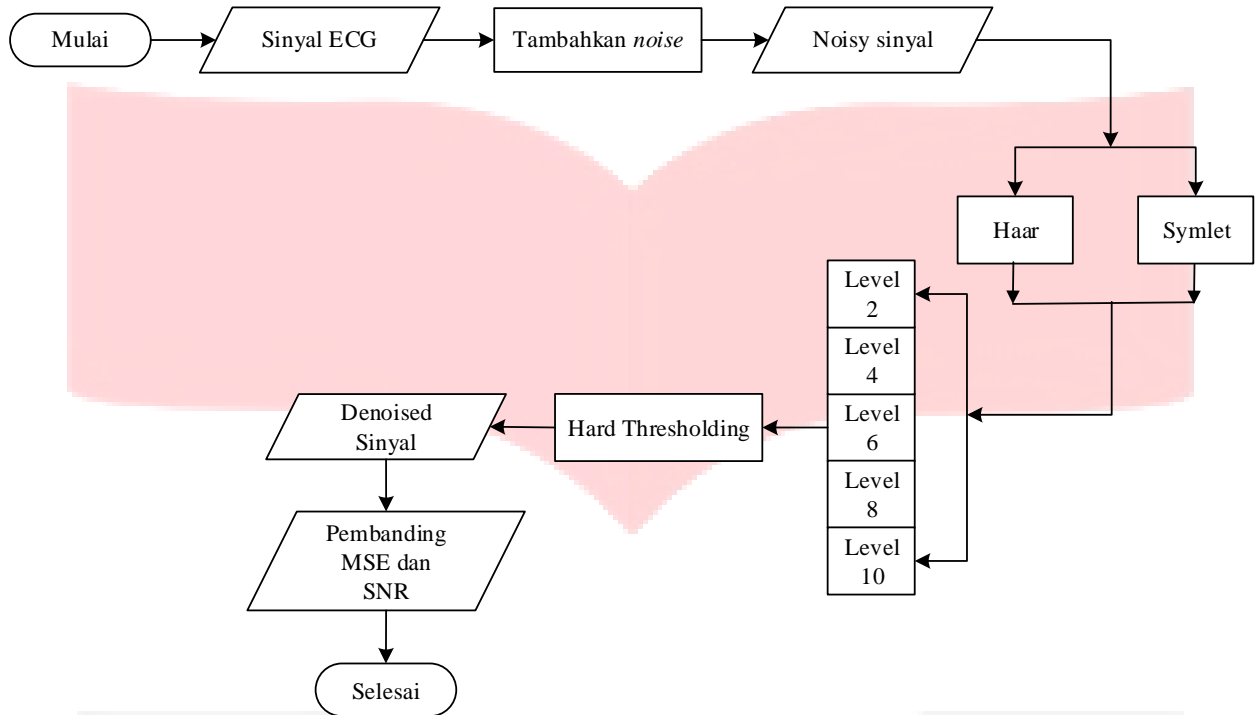 Mulai
Sinyal ECG
Tambahkan noise
Noisy sinyal
Haar
Symlet
Level
2
Level
4
Level
6
Level
8
Level
10
Hard Thresholding
Denoised
Sinyal
Pembanding
MSE dan
SNR
Selesai